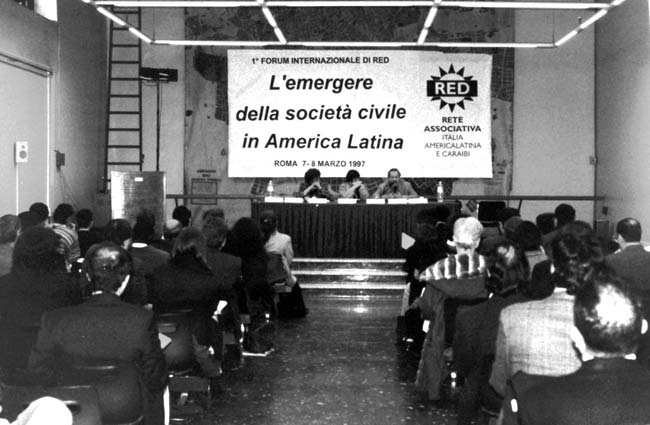 1° FORUM INTERNAZIONALE DI RED
L'emergere
della società civile
in America Latina
ROMA 7 - 8 MARZO 1997
RED
RETE
ASSOCIATIVA
ITALIA
AMERICALATINA
E CARAIBI